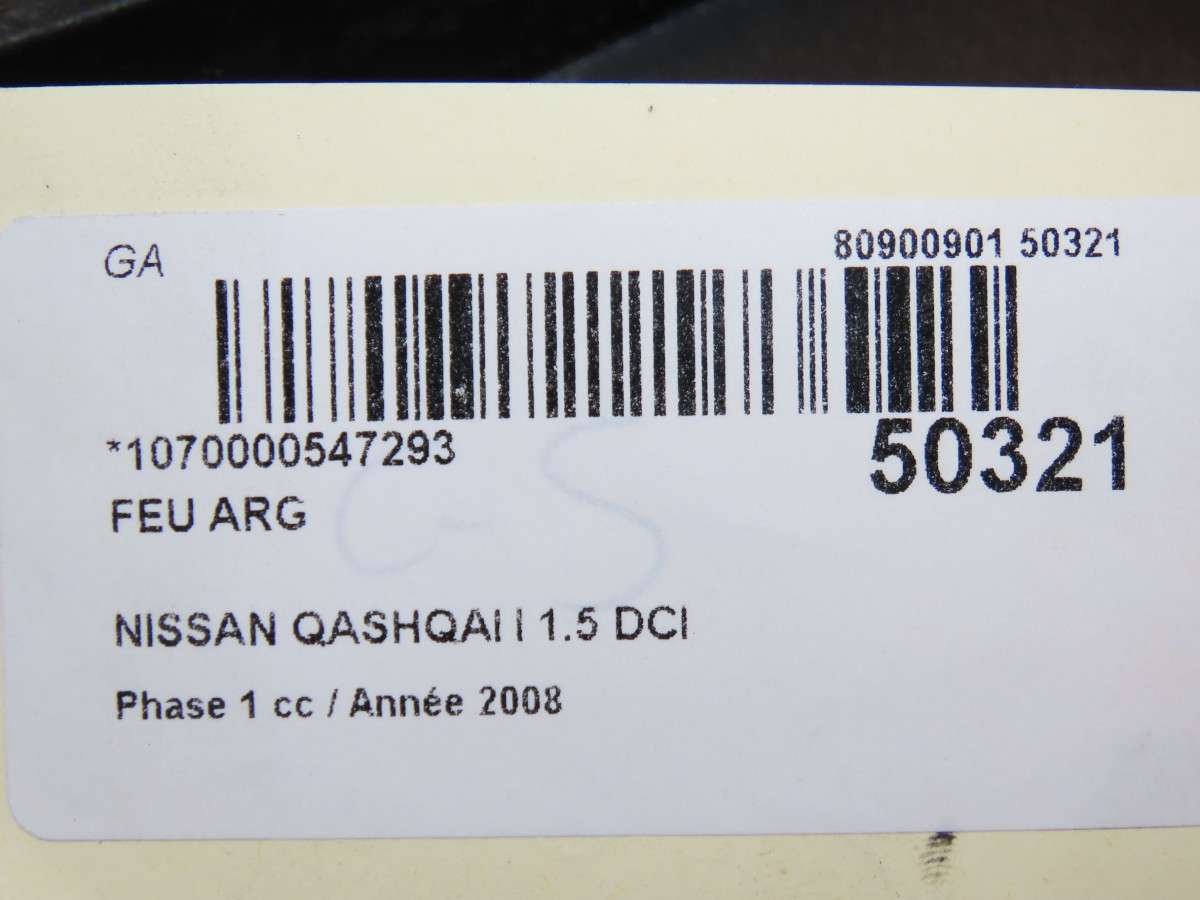 GA
80900901 50321
*1070000547293
50321
FEU ARG
NISSAN QASHQAI I 1.5 DCI
Phase 1 cc / Année 2008